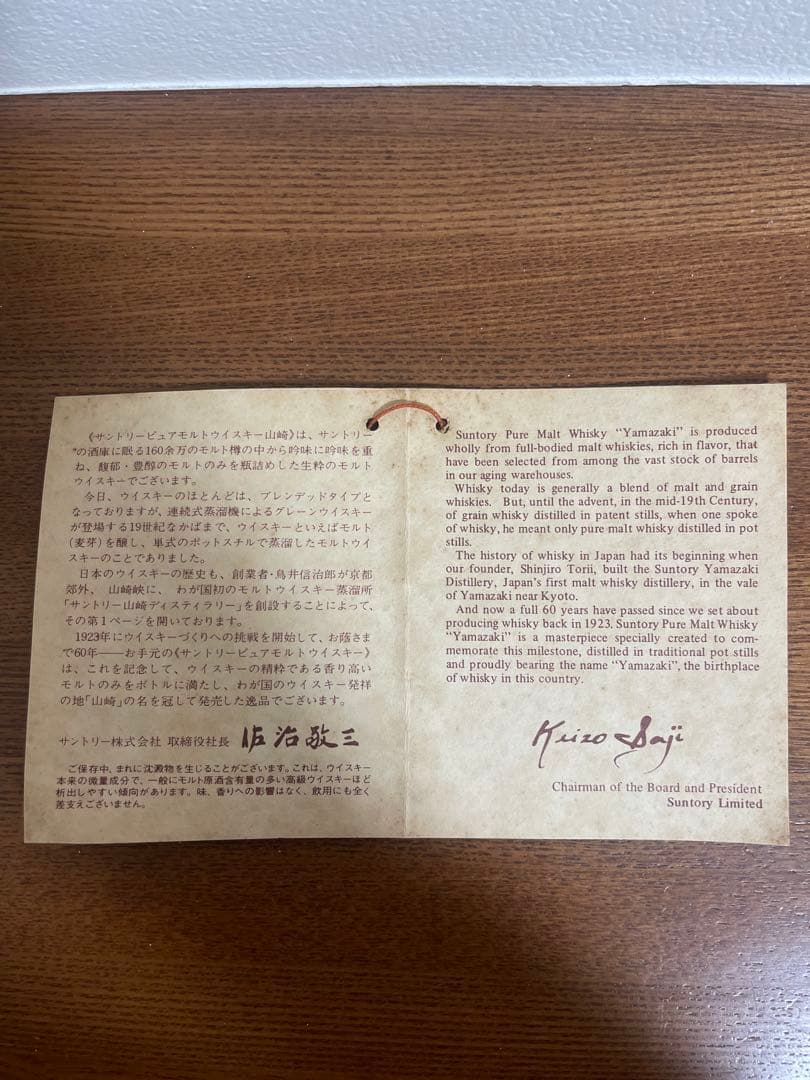 《サントリーピュアモルトウイスキー山崎》は、サントリー
の酒庫に眠る160余万のモルト樽の中から吟味に吟味を重
ね、馥郁・豊醇のモルトのみを瓶詰めした生粋のモルト
ウイスキーでございます。
今日、ウイスキーのほとんどは、ブレンデッドタイプと
なっておりますが、連続式蒸溜機によるグレーンウイスキー
が登場する19世紀なかばまで、ウイスキーといえばモルト
(麦芽)を醸し、単式のポットスチルで蒸溜したモルトウイ
スキーのことでありました。
日本のウイスキーの歴史も、創業者・鳥井信治郎が京都
郊外、山崎峡に、わが国初のモルトウイスキー蒸溜所
「サントリー山崎ディスティラリー」を創設することによって、
その第1ページを開いております。
1923年にウイスキーづくりへの挑戦を開始して、お蔭さま
で60年——お手元の《サントリーピュアモルトウイスキー》
は、これを記念して、ウイスキーの精粋である香り高い
モルトのみをボトルに満たし、わが国のウイスキー発祥
の地「山崎」の名を冠して発売した逸品でございます。
サントリー株式会社 取締役社長 佐治敬三
ご保存中、まれに沈澱物を生じることがございます。これは、ウイスキー
本来の微量成分で、一般にモルト原酒含有量の多い高級ウイスキーほど
析出しやすい傾向があります。味、香りへの影響はなく、飲用にも全く
差支えございません。
Suntory Pure Malt Whisky "Yamazaki" is produced
wholly from full-bodied malt whiskies, rich in flavor, that
have been selected from among the vast stock of barrels
in our aging warehouses.
Whisky today is generally a blend of malt and grain
whiskies. But, until the advent, in the mid-19th Century,
of grain whisky distilled in patent stills, when one spoke
of whisky, he meant only pure malt whisky distilled in pot
stills.
The history of whisky in Japan had its beginning when
our founder, Shinjiro Torii, built the Suntory Yamazaki
Distillery, Japan's first malt whisky distillery, in the vale
of Yamazaki near Kyoto.
And now a full 60 years have passed since we set about
producing whisky back in 1923. Suntory Pure Malt Whisky
"Yamazaki" is a masterpiece specially created to com-
memorate this milestone, distilled in traditional pot stills
and proudly bearing the name "Yamazaki", the birthplace
of whisky in this country.
Keizo Saji
Chairman of the Board and President
Suntory Limited